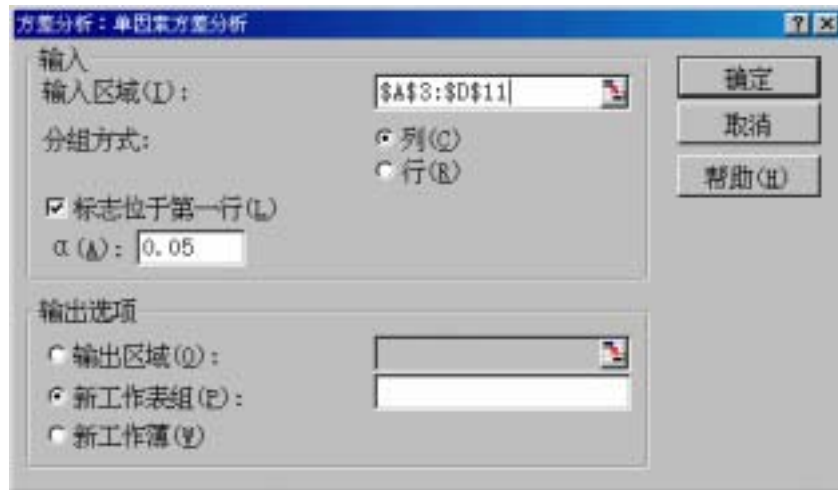 方差分析：单因素方差分析
输入
输入区域(I)：
$A$3:$D$11
分组方式：
列(C)
行(R)
标志位于第一行(L)
α(A)：
0.05
输出选项
输出区域(O)：
新工作表组(P)：
新工作薄(W)
确定
取消
帮助(H)